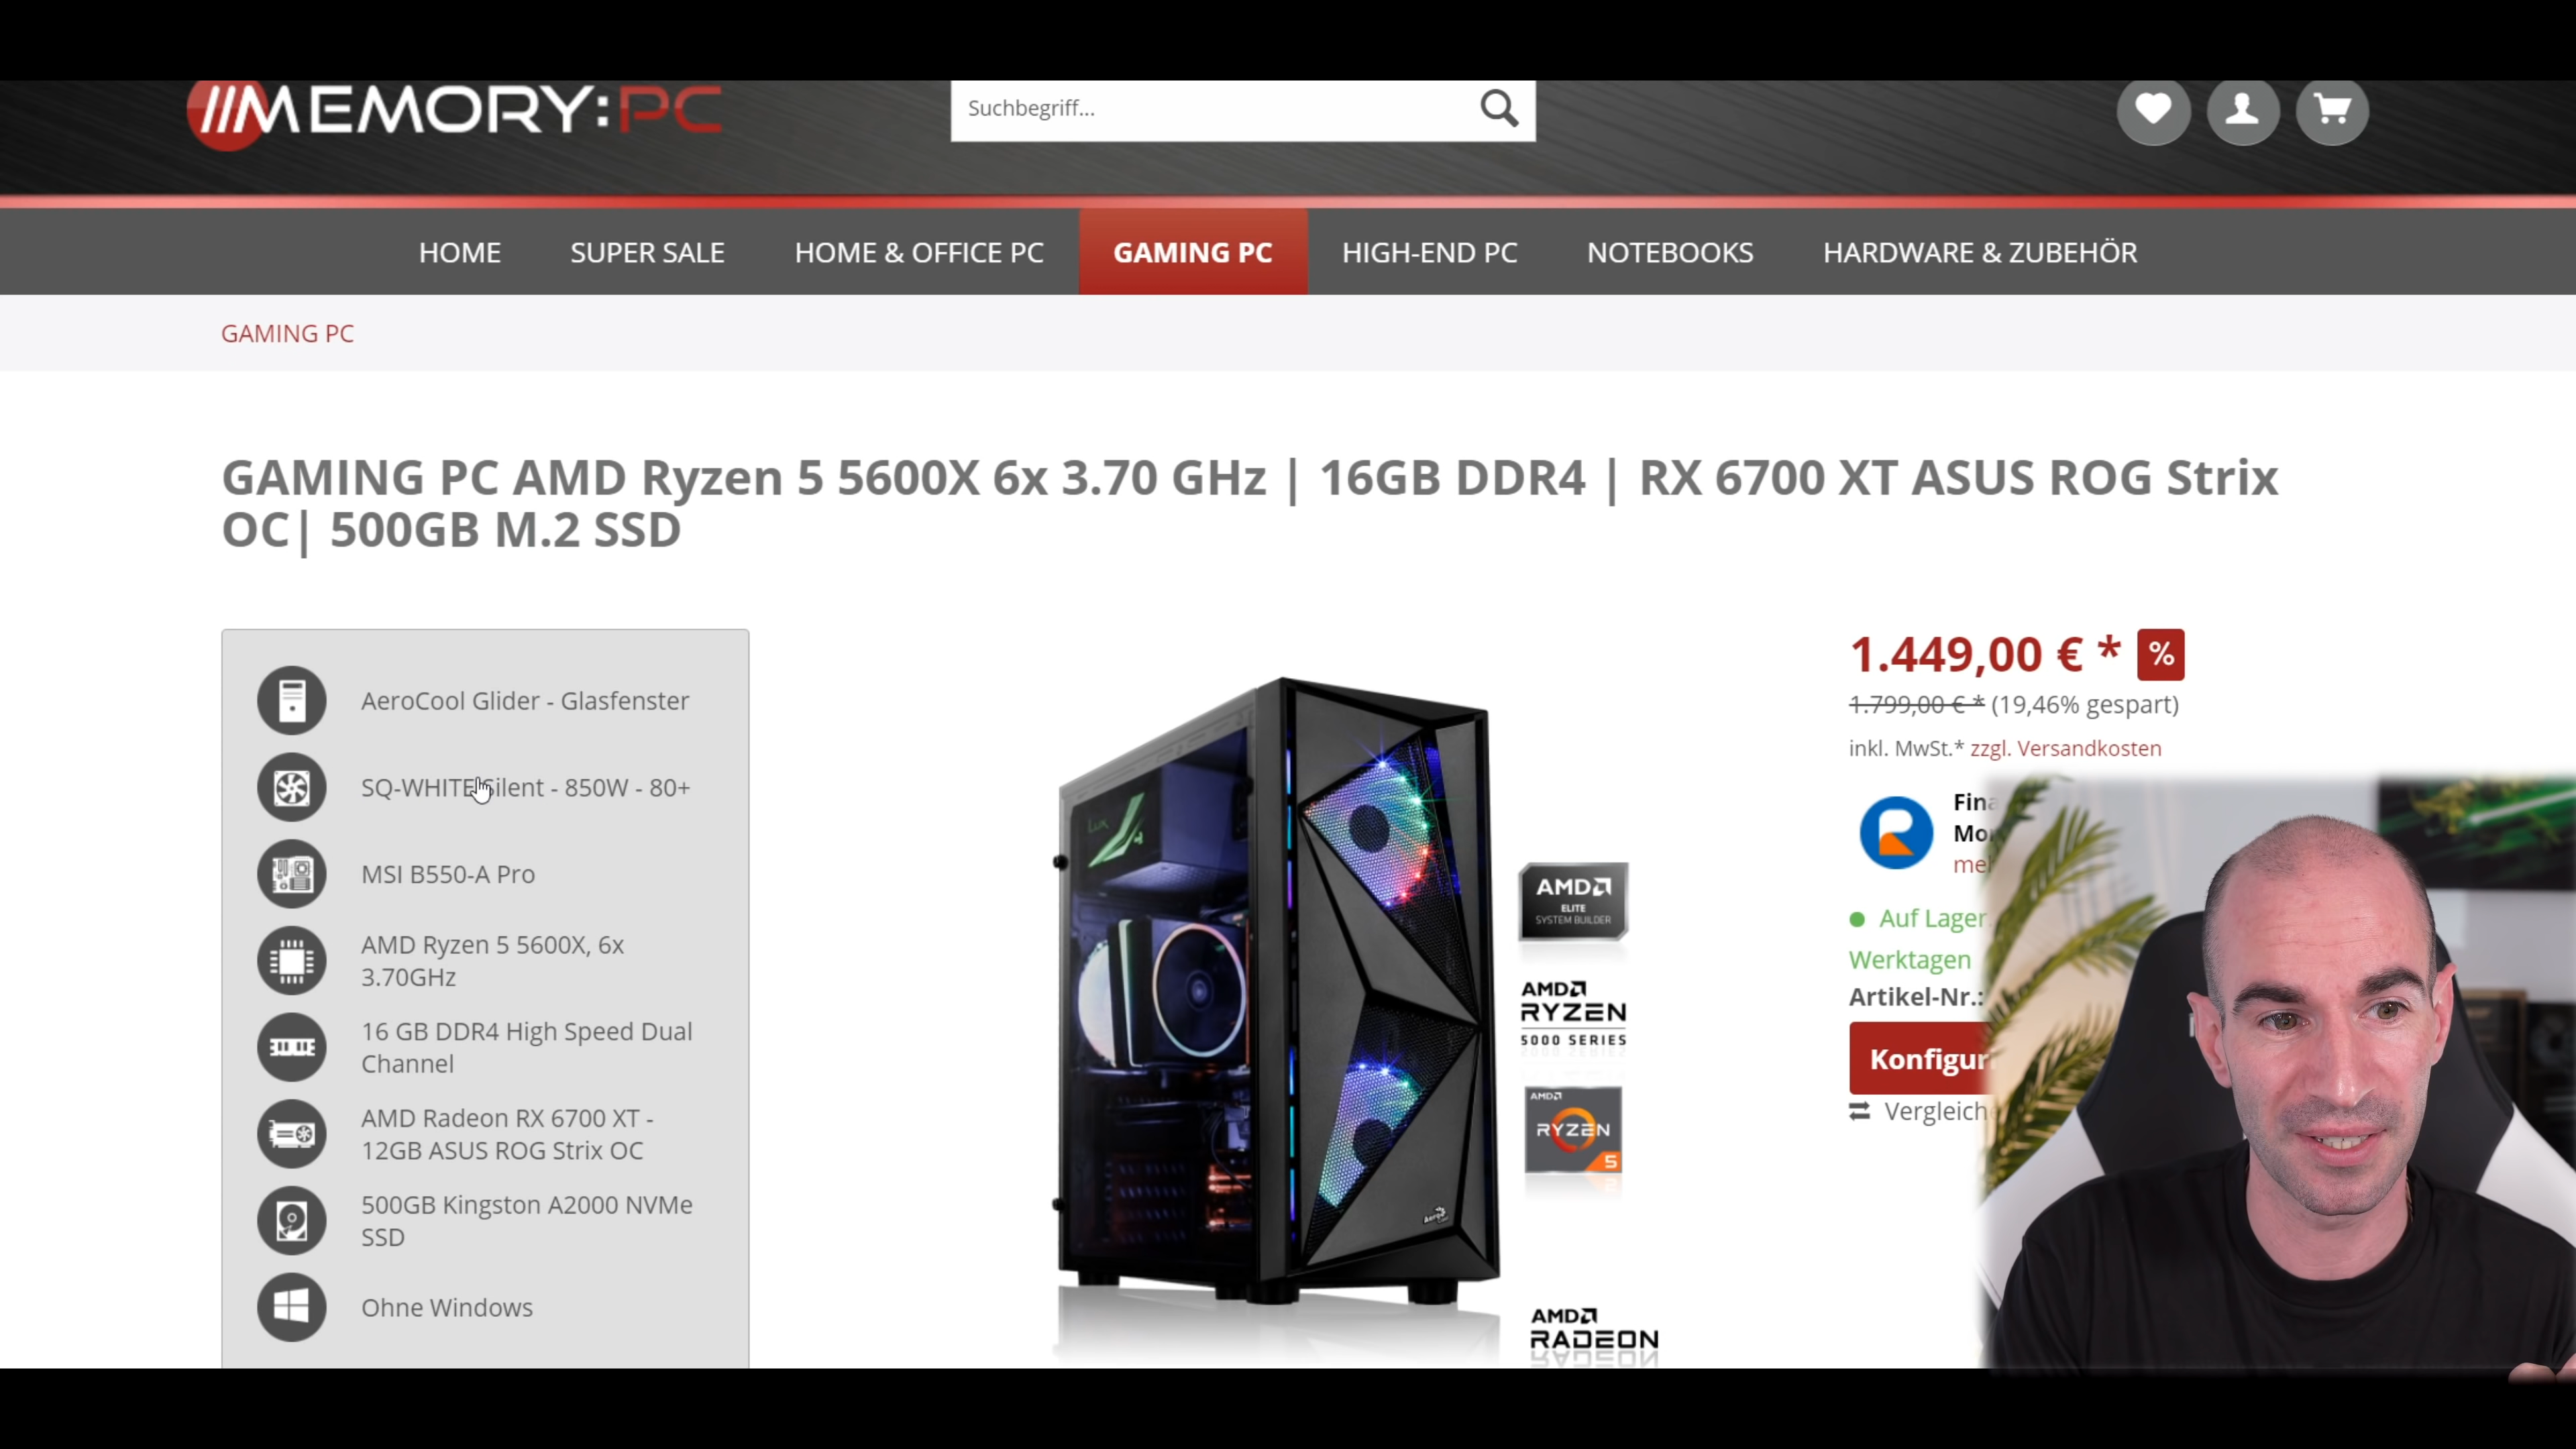 MEMORY:PC
Suchbegriff...
HOME
SUPER SALE
HOME & OFFICE PC
GAMING PC
HIGH-END PC
NOTEBOOKS
HARDWARE & ZUBEHÖR
GAMING PC
GAMING PC AMD Ryzen 5 5600X 6x 3.70 GHz | 16GB DDR4 | RX 6700 XT ASUS ROG Strix
OC| 500GB M.2 SSD
AeroCool Glider - Glasfenster
SQ-WHITE Silent - 850W - 80+
MSI B550-A Pro
AMD Ryzen 5 5600X, 6x
3.70GHz
16 GB DDR4 High Speed Dual
Channel
AMD Radeon RX 6700 XT -
12GB ASUS ROG Strix OC
500GB Kingston A2000 NVMe
SSD
Ohne Windows
AMD
ELITE
SYSTEM BUILDER
AMD
RYZEN
5000 SERIES
AMD
RYZEN
5
AMD
RADEON
1.449,00 € * %
1.799,00 € * (19,46% gespart)
inkl. MwSt.* zzgl. Versandkosten
Auf Lager
Werktagen
Artikel-Nr.: